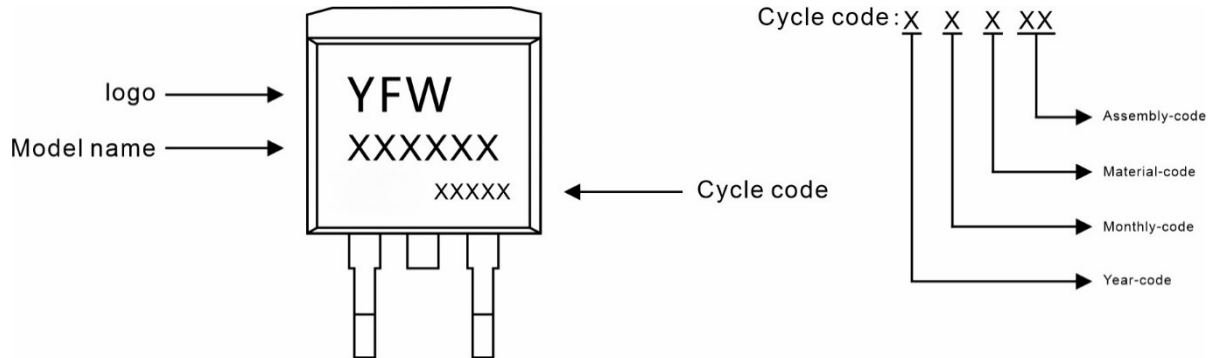 logo
Model name
YFW
XXXXXX
XXXXX
Cycle code
Cycle code : X X X XX
Assembly-code
Material-code
Monthly-code
Year-code